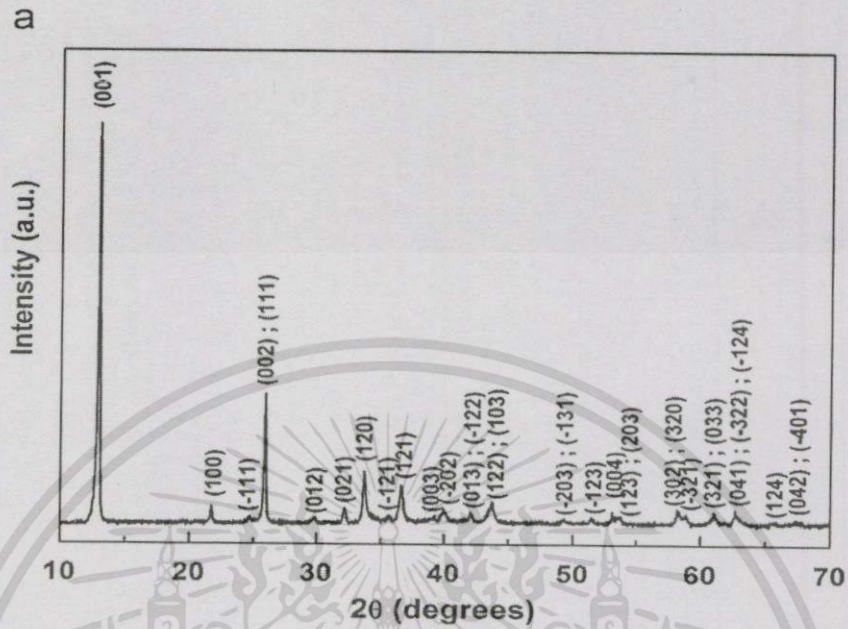 a
Intensity (a.u.)
(001)
(100)
(-111)
(002) ; (111)
(012)
(021)
(120)
(-121)
(121)
(003)
(-202)
(013) ; (-122)
(122) ; (103)
(-203) ; (-131)
(-123)
(004)
(123) ; (203)
(302) ; (320)
(-321)
(321) ; (033)
(041) ; (-322) ; (-124)
(124)
(042) ; (-401)
10 20 30 40 50 60 70
2θ (degrees)